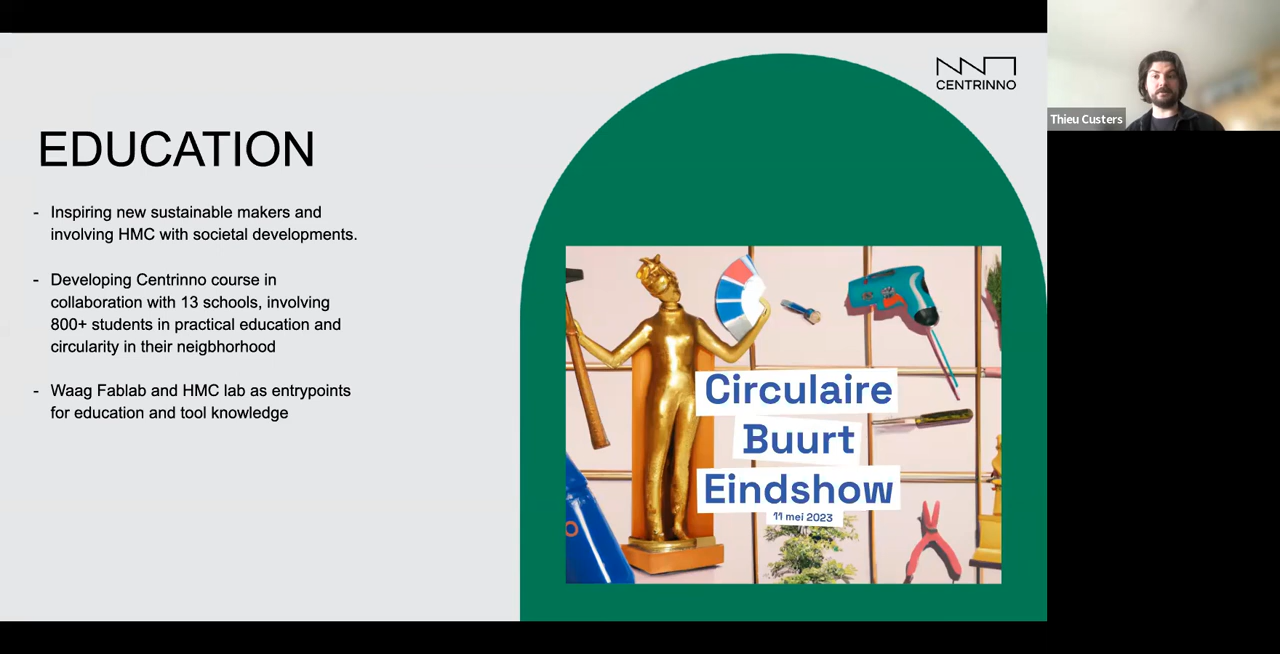 CENTRINNO
Thieu Custers
EDUCATION
- Inspiring new sustainable makers and
involving HMC with societal developments.
- Developing Centrinno course in
collaboration with 13 schools, involving
800+ students in practical education and
circularity in their neigbhorhood
- Waag Fablab and HMC lab as entrypoints
for education and tool knowledge
Circulaire
Buurt
Eindshow
11 mei 2023